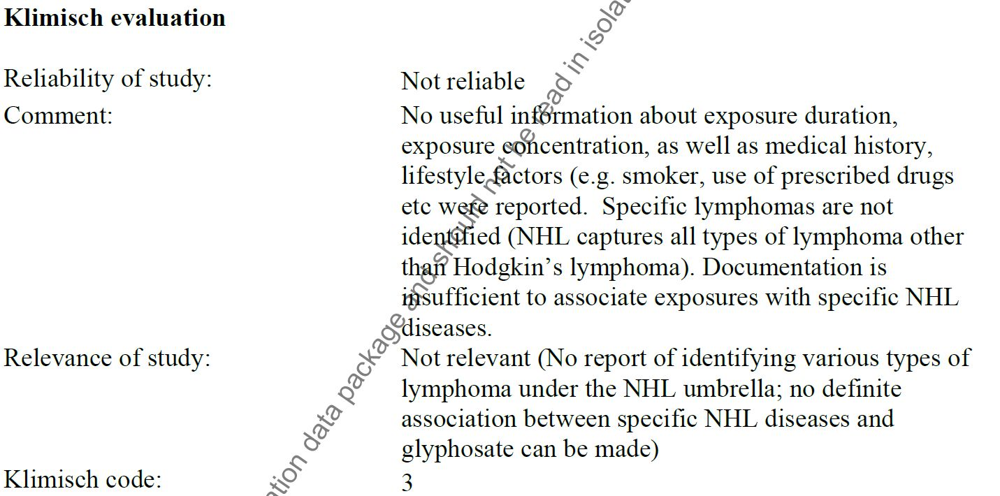 Klimisch evaluation
Reliability of study: Not reliable
Comment: No useful information about exposure duration,
exposure concentration, as well as medical history,
lifestyle factors (e.g. smoker, use of prescribed drugs
etc were reported.  Specific lymphomas are not
identified (NHL captures all types of lymphoma other
than Hodgkin’s lymphoma). Documentation is
insufficient to associate exposures with specific NHL
diseases.
Relevance of study: Not relevant (No report of identifying various types of
lymphoma under the NHL umbrella; no definite
association between specific NHL diseases and
glyphosate can be made)
Klimisch code: 3
data package and should not be read in